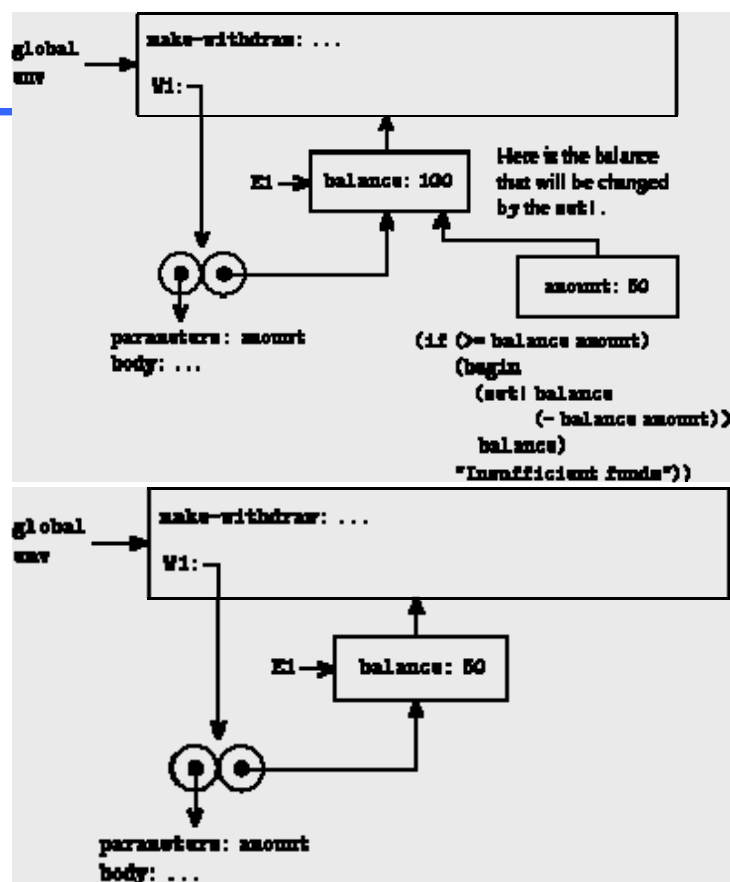 make-withdraw: ...
global
env
W1:
E1
balance: 100
Here is the balance
that will be changed
by the set!.
amount: 50
parameters: amount
body: ...
(if (>= balance amount)
(begin
(set! balance
(- balance amount))
balance)
"Insufficient funds"))
make-withdraw: ...
global
env
W1:
E1
balance: 50
parameters: amount
body: ...